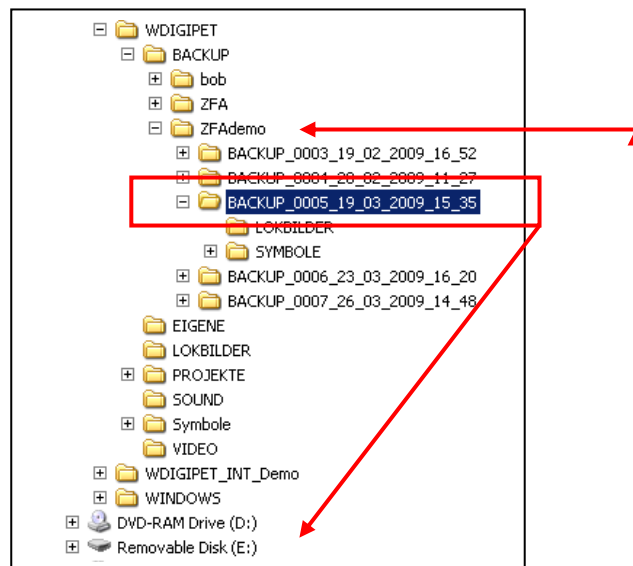 WDIGIPET
BACKUP
bob
ZFA
ZFAdemo
BACKUP_0003_19_02_2009_16_52
BACKUP_0004_20_02_2009_11_27
BACKUP_0005_19_03_2009_15_35
LOKBILDER
SYMBOLE
BACKUP_0006_23_03_2009_16_20
BACKUP_0007_26_03_2009_14_48
EIGENE
LOKBILDER
PROJEKTE
SOUND
Symbole
VIDEO
WDIGIPET_INT_Demo
WINDOWS
DVD-RAM Drive (D:)
Removable Disk (E:)